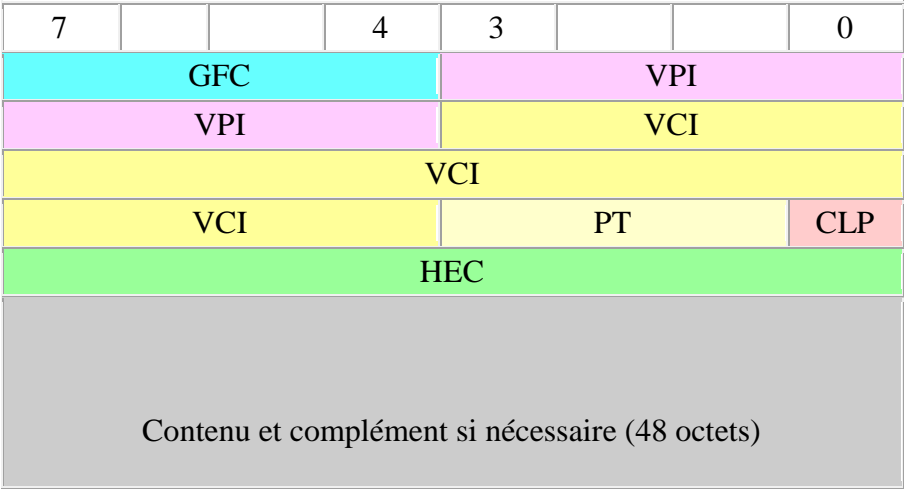 7 4 3 0
GFC VPI
VPI VCI
VCI
VCI PT CLP
HEC
Contenu et complément si nécessaire (48 octets)